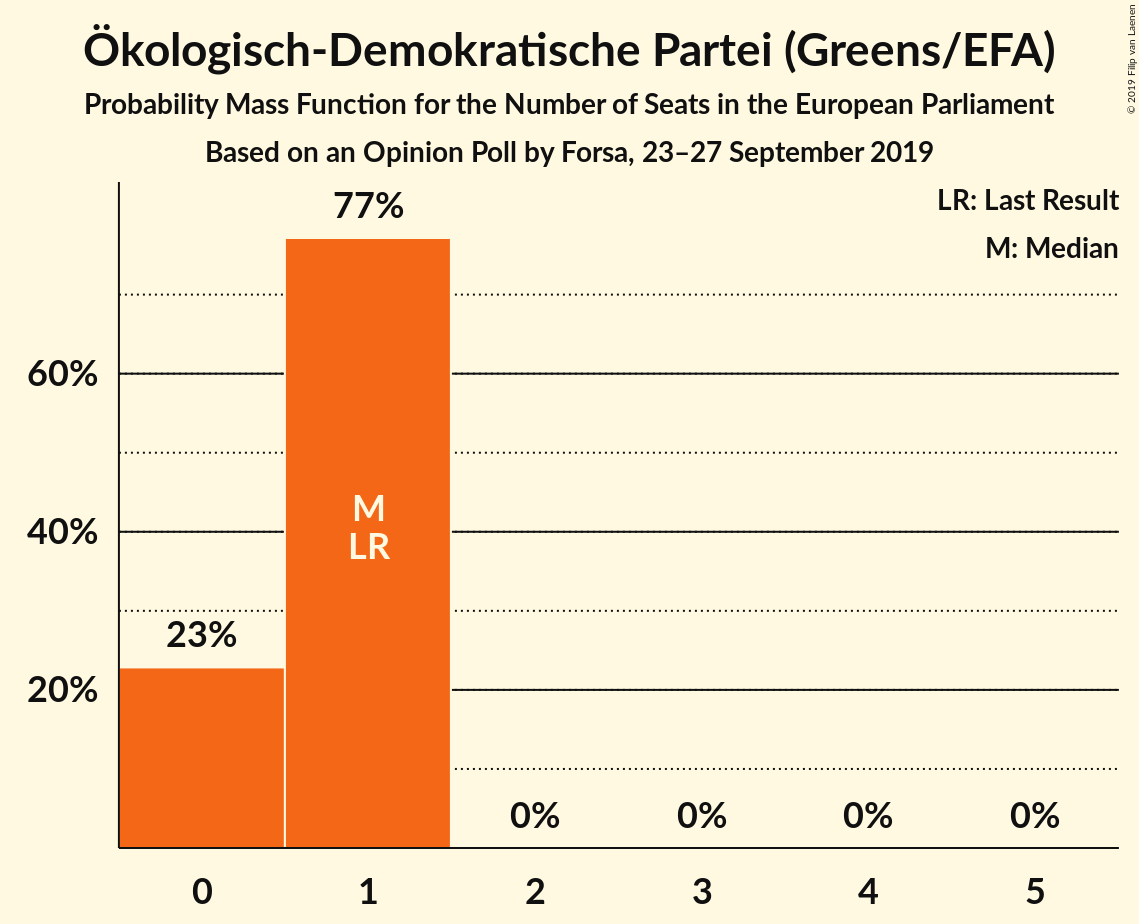 Ökologisch-Demokratische Partei (Greens/EFA)
Probability Mass Function for the Number of Seats in the European Parliament
Based on an Opinion Poll by Forsa, 23–27 September 2019
© 2019 Filip van Laenen
LR: Last Result
M: Median
77%
60%
M
40%
LR
23%
20%
0% 0% 0% 0%
0 1 2 3 4 5